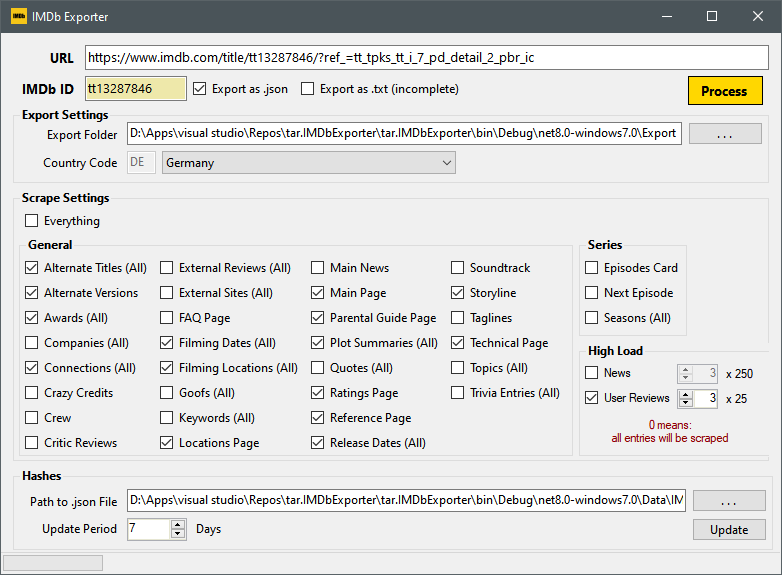 IMDb IMDb Exporter
URL https://www.imdb.com/title/tt13287846/?ref_=tt_tpks_tt_i_7_pd_detail_2_pbr_ic
IMDb ID tt13287846 Export as .json Export as .txt (incomplete) Process
Export Settings
Export Folder D:\Apps\visual studio\Repos\tar.IMDbExporter\tar.IMDbExporter\bin\Debug\net8.0-windows7.0\Export ...
Country Code DE Germany
Scrape Settings
Everything
General Series
Alternate Titles (All) External Reviews (All) Main News Soundtrack Episodes Card
Alternate Versions External Sites (All) Main Page Storyline Next Episode
Awards (All) FAQ Page Parental Guide Page Taglines Seasons (All)
Companies (All) Filming Dates (All) Plot Summaries (All) Technical Page High Load
Connections (All) Filming Locations (All) Quotes (All) Topics (All) News 3 x 250
Crazy Credits Goofs (All) Ratings Page Trivia Entries (All) User Reviews 3 x 25
Crew Keywords (All) Reference Page 0 means:
Critic Reviews Locations Page Release Dates (All) all entries will be scraped
Hashes
Path to .json File D:\Apps\visual studio\Repos\tar.IMDbExporter\tar.IMDbExporter\bin\Debug\net8.0-windows7.0\Data\IM ...
Update Period 7 Days Update